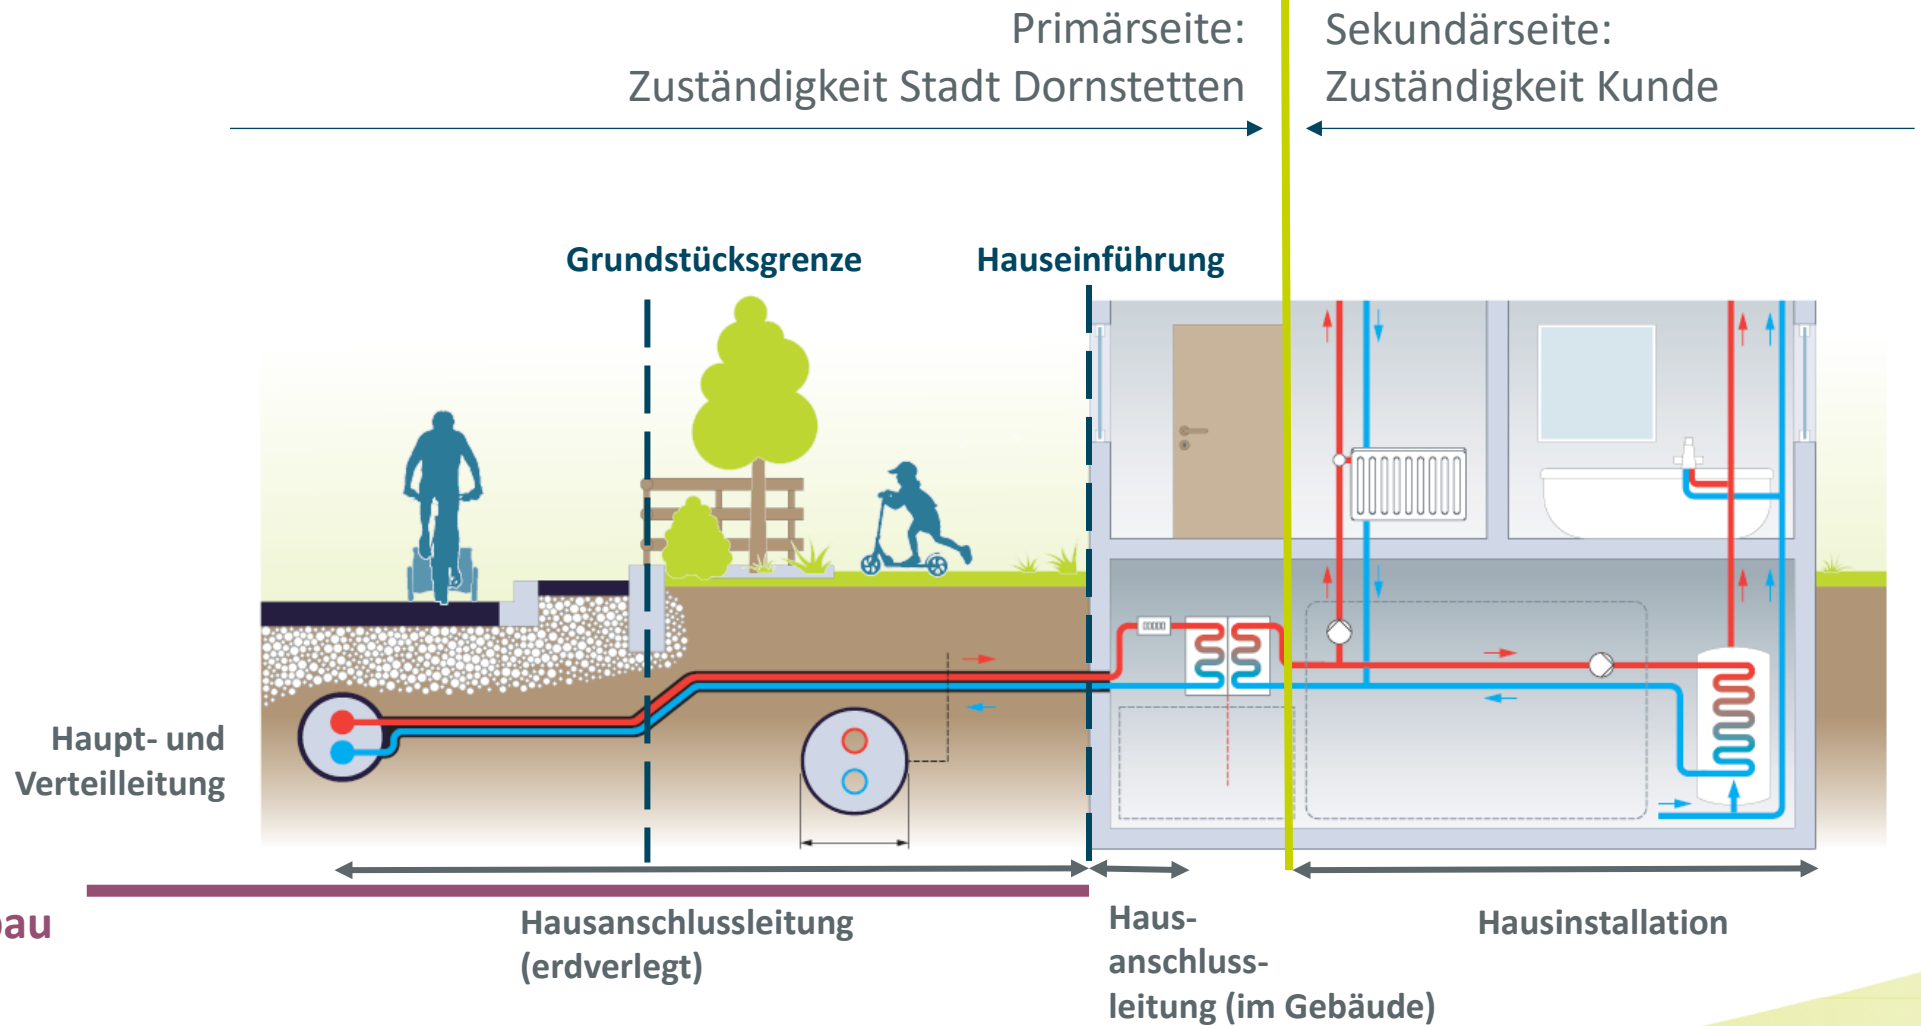 Primärseite:
Zuständigkeit Stadt Dornstetten
Sekundärseite:
Zuständigkeit Kunde
Grundstücksgrenze
Hauseinführung
Haupt- und
Verteilleitung
bau
Hausanschlussleitung
(erdverlegt)
Haus-
anschluss-
leitung (im Gebäude)
Hausinstallation